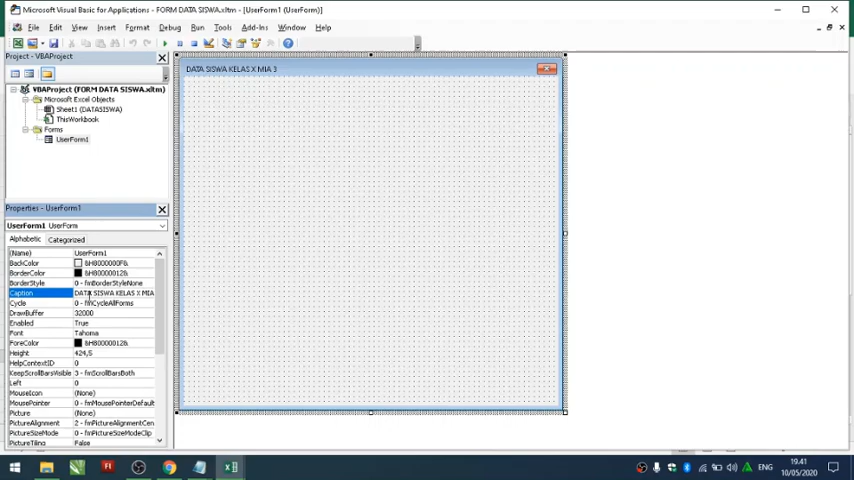 Microsoft Visual Basic for Applications - FORM DATA SISWA.xltm - [UserForm1 (UserForm)]
File Edit View Insert Format Debug Run Tools Add-Ins Window Help
Project - VBAProject
VBAProject (FORM DATA SISWA.xltm)
Microsoft Excel Objects
Sheet1 (DATASISWA)
ThisWorkbook
Forms
UserForm1
DATA SISWA KELAS X MIA 3
Properties - UserForm1
UserForm1 UserForm
Alphabetic Categorized
(Name) UserForm1
BackColor &H8000000F&
BorderColor &H80000012&
BorderStyle 0 - fmBorderStyleNone
Caption DATA SISWA KELAS X MIA
Cycle 0 - fmCycleAllForms
DrawBuffer 32000
Enabled True
Font Tahoma
ForeColor &H80000012&
Height 424,5
HelpContextID 0
KeepScrollBarsVisible 3 - fmScrollBarsBoth
Left 0
MouseIcon (None)
MousePointer 0 - fmMousePointerDefault
Picture (None)
PictureAlignment 2 - fmPictureAlignmentCen
PictureSizeMode 0 - fmPictureSizeModeClip
PictureTiling False
ENG
19.41
10/05/2020